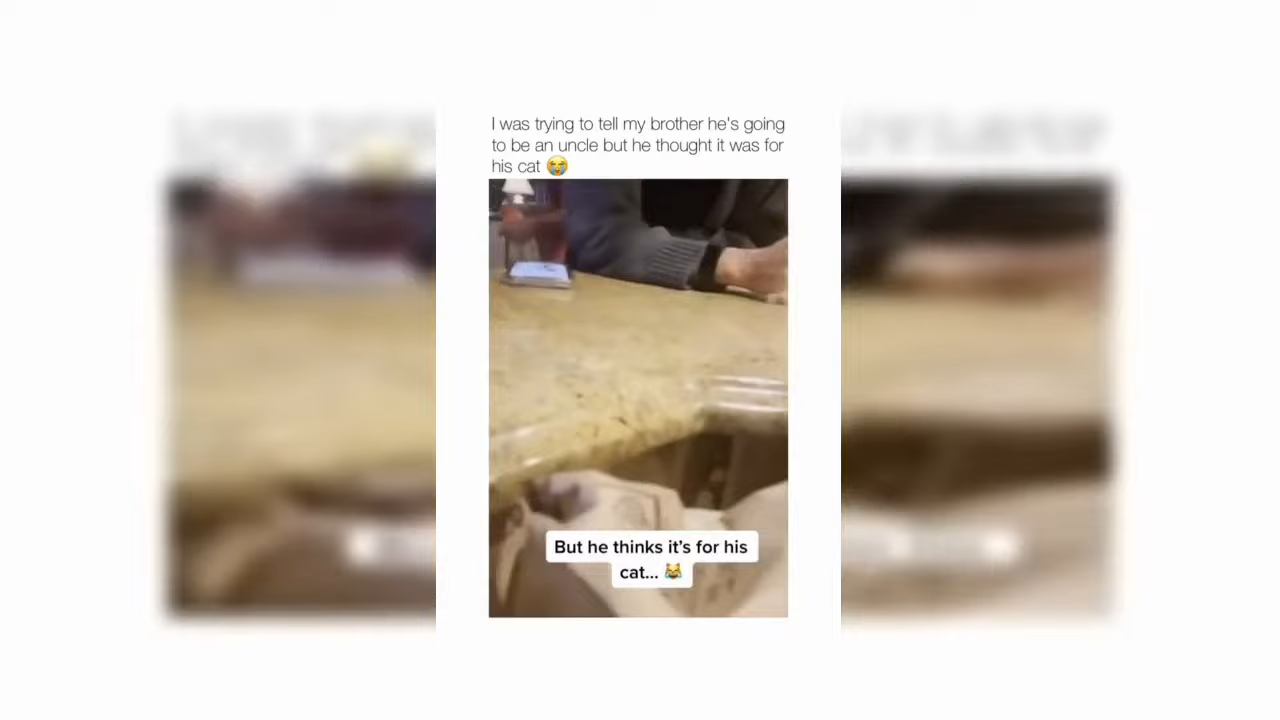 I was trying to tell my brother he's going
to be an uncle but he thought it was for
his cat 😭
But he thinks it's for his
cat... 😹